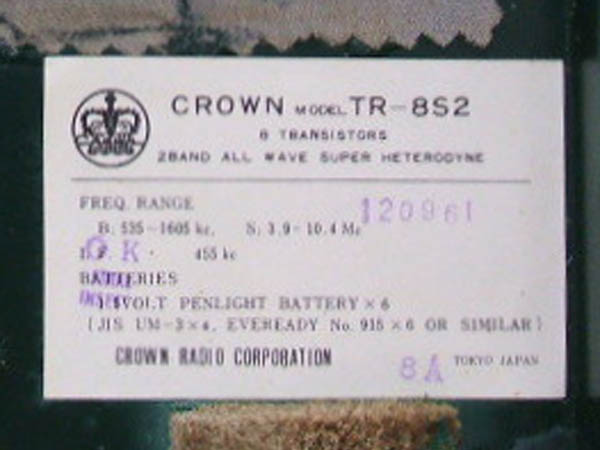 CROWN MODEL TR-8S2
8 TRANSISTORS
2BAND ALL WAVE SUPER HETERODYNE
FREQ. RANGE 120961
B: 535-1605 kc. S: 3.9-10.4 Mc
I.F. O.K. 455 kc
BATTERIES
VOLT PENLIGHT BATTERY × 6
(JIS UM-3×4, EVEREADY No. 915 × 6 OR SIMILAR)
CROWN RADIO CORPORATION 8A TOKYO JAPAN